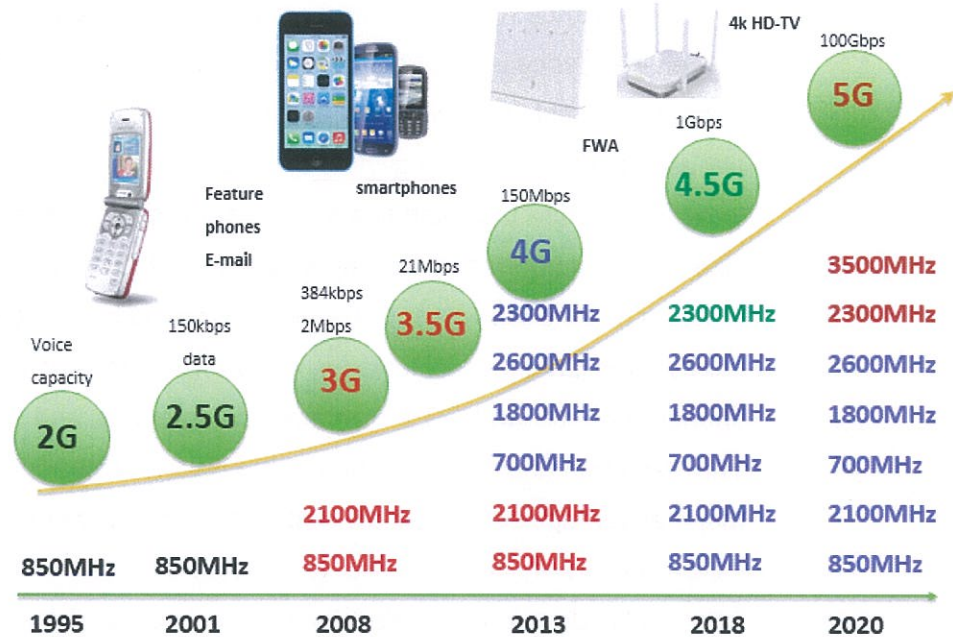 4k HD-TV
100Gbps
5G
1Gbps
FWA
4.5G
smartphones
150Mbps
4G
Feature
phones
E-mail
21Mbps
3.5G
384kbps
2Mbps
3G
150kbps
data
2.5G
Voice
capacity
2G
3500MHz
2300MHz 2300MHz 2300MHz
2600MHz 2600MHz 2600MHz
1800MHz 1800MHz 1800MHz
700MHz 700MHz 700MHz
2100MHz 2100MHz 2100MHz 2100MHz
850MHz 850MHz 850MHz 850MHz 850MHz 850MHz
1995 2001 2008 2013 2018 2020